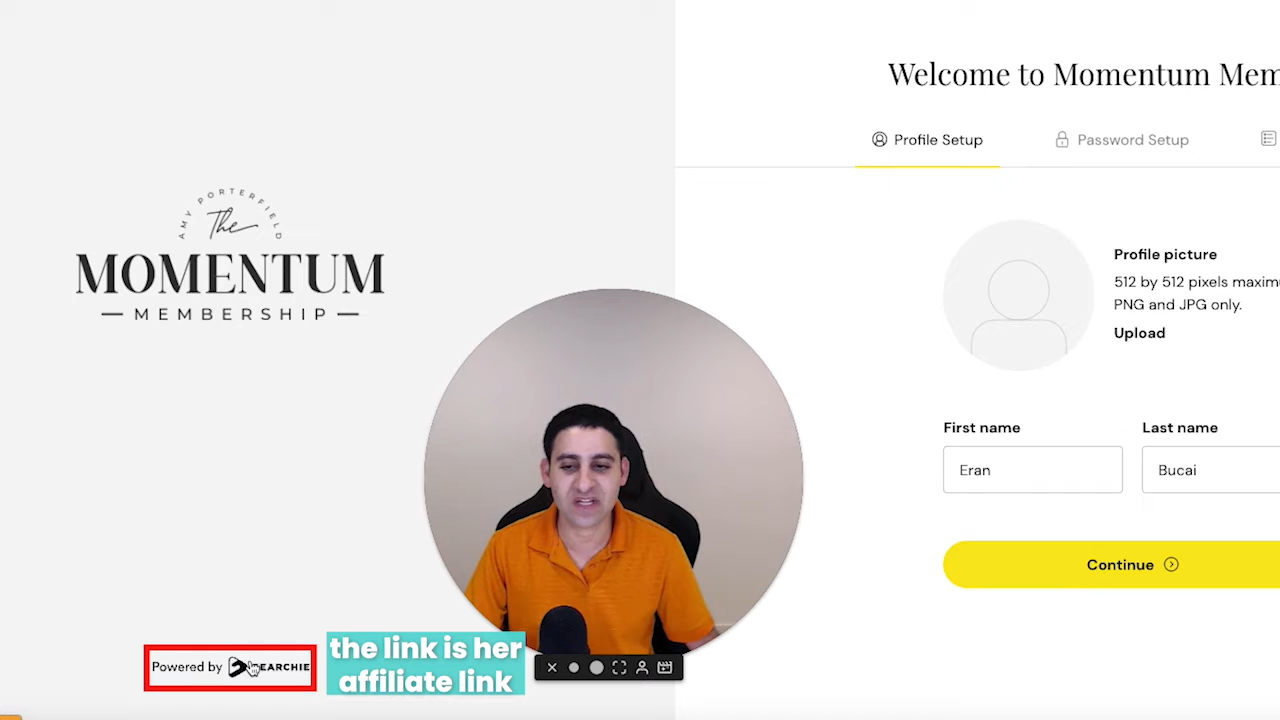 AMY PORTERFIELD
The
MOMENTUM
MEMBERSHIP
Welcome to Momentum Mem
Profile Setup
Password Setup
Profile picture
512 by 512 pixels maximu
PNG and JPG only.
Upload
First name
Last name
Eran
Bucai
Continue
Powered by SEARCHIE
the link is her
affiliate link